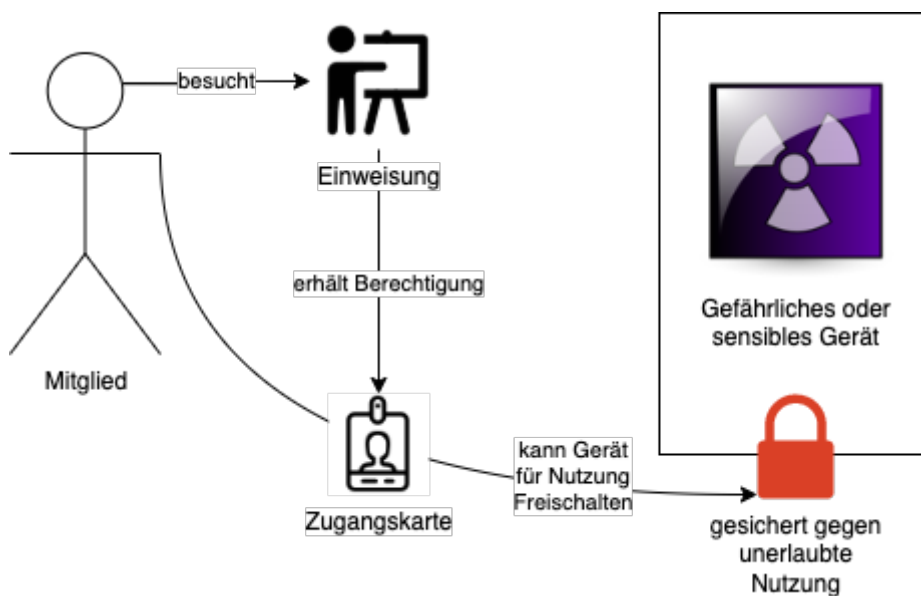 besucht
Einweisung
erhält Berechtigung
Mitglied
Zugangskarte
kann Gerät
für Nutzung
Freischalten
Gefährliches oder
sensibles Gerät
gesichert gegen
unerlaubte
Nutzung